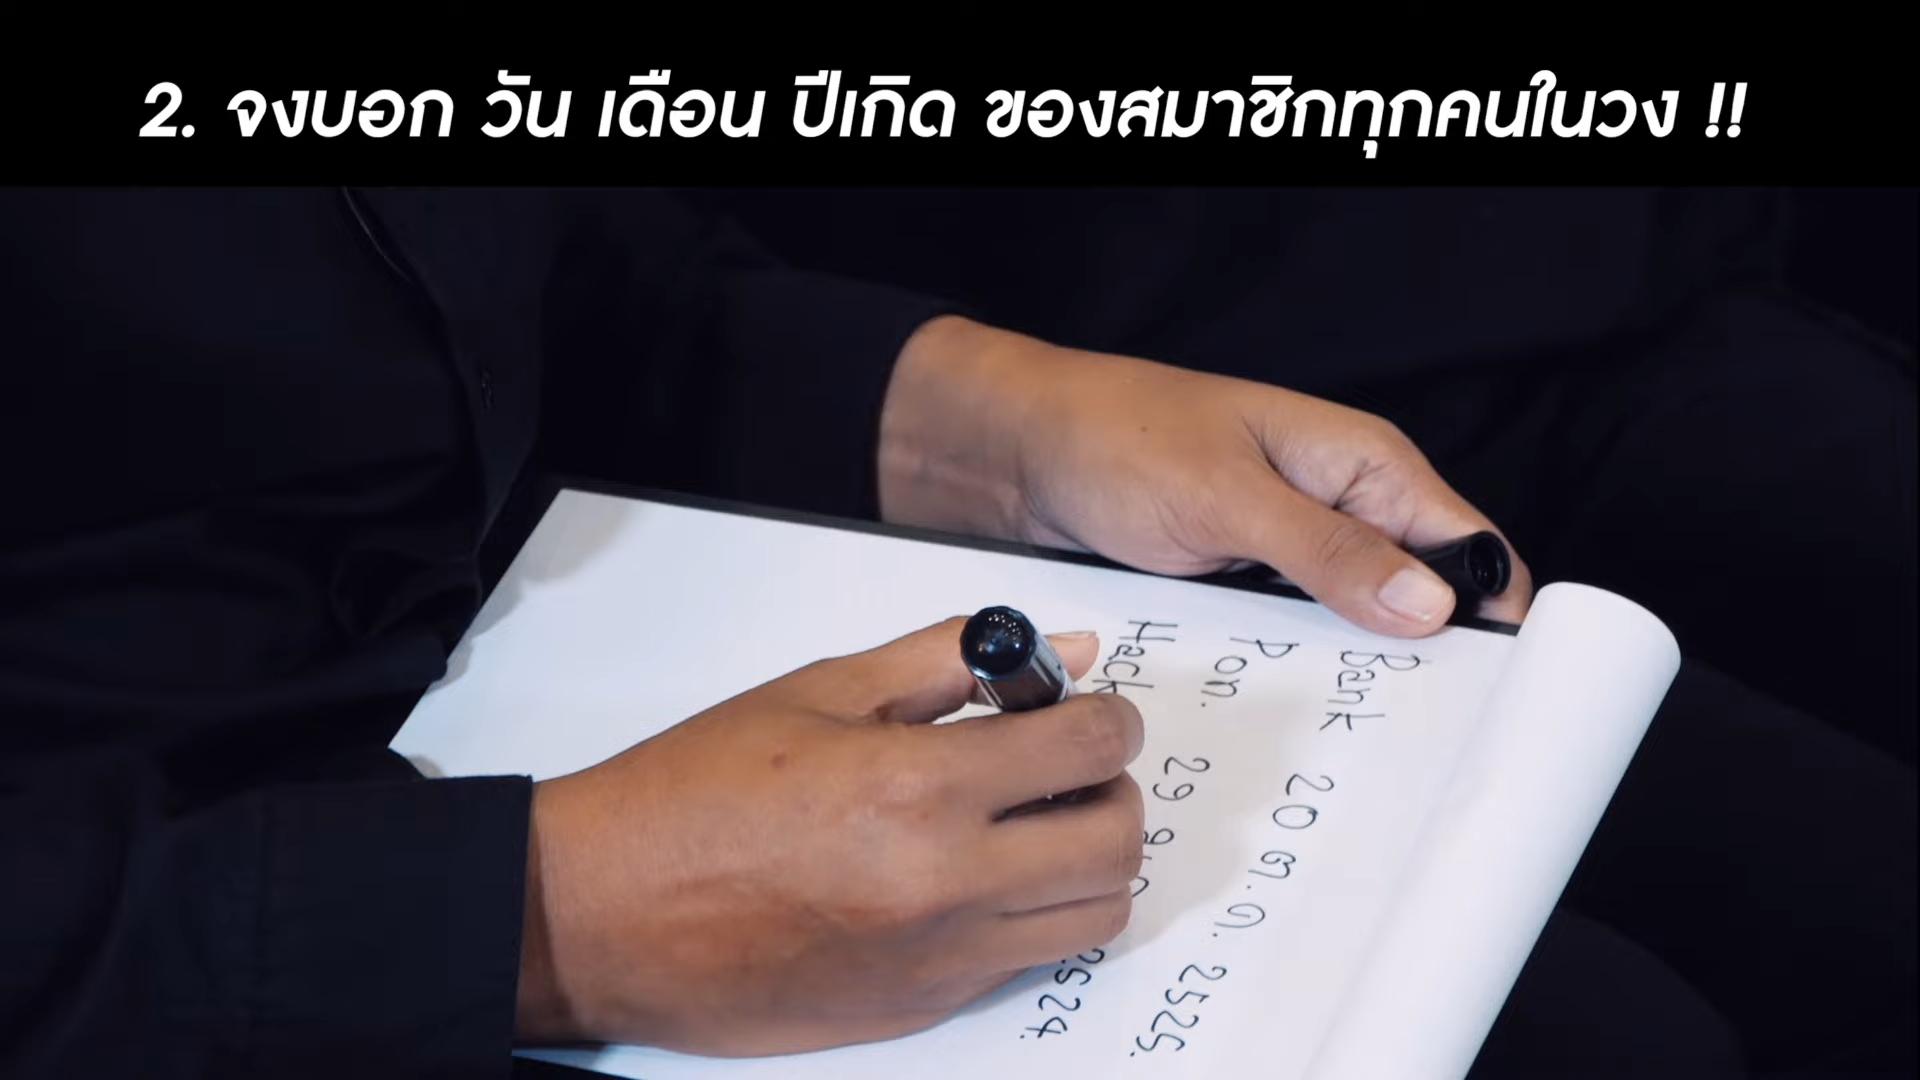 2. จงบอก วัน เดือน ปีเกิด ของสมาชิกทุกคนในวง !!
Bank 20 ต.ค. 2525.
Pon. 29 2524.
Hack